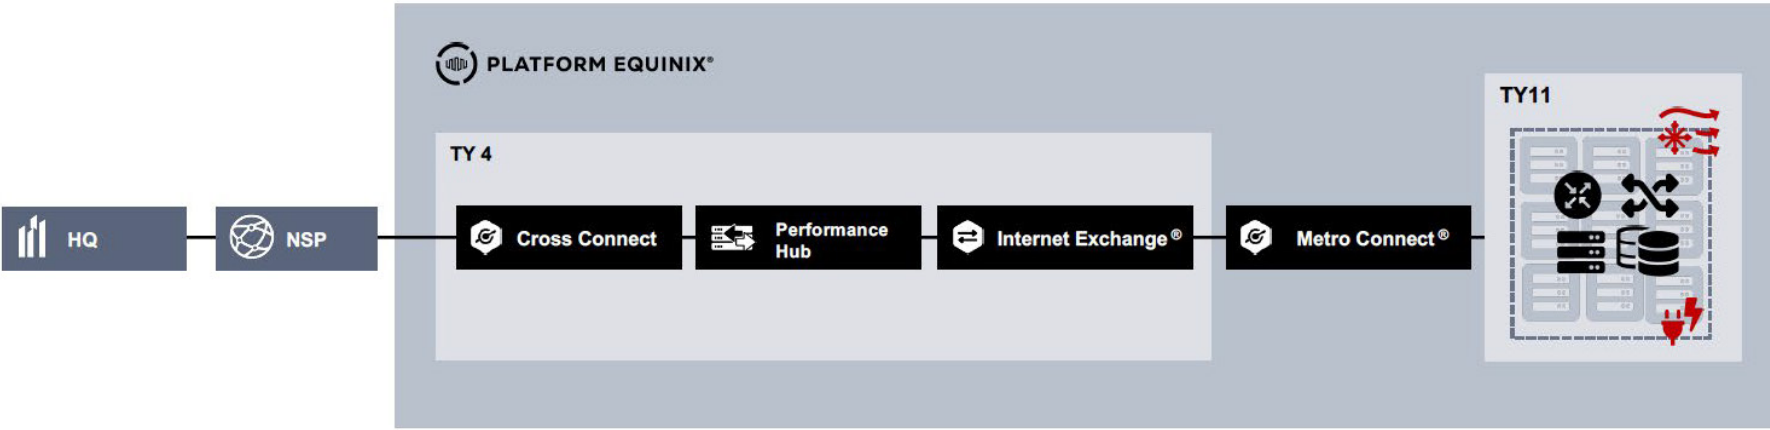 PLATFORM EQUINIX®
TY11
TY 4
HQ
NSP
Cross Connect
Performance
Hub
Internet Exchange®
Metro Connect®